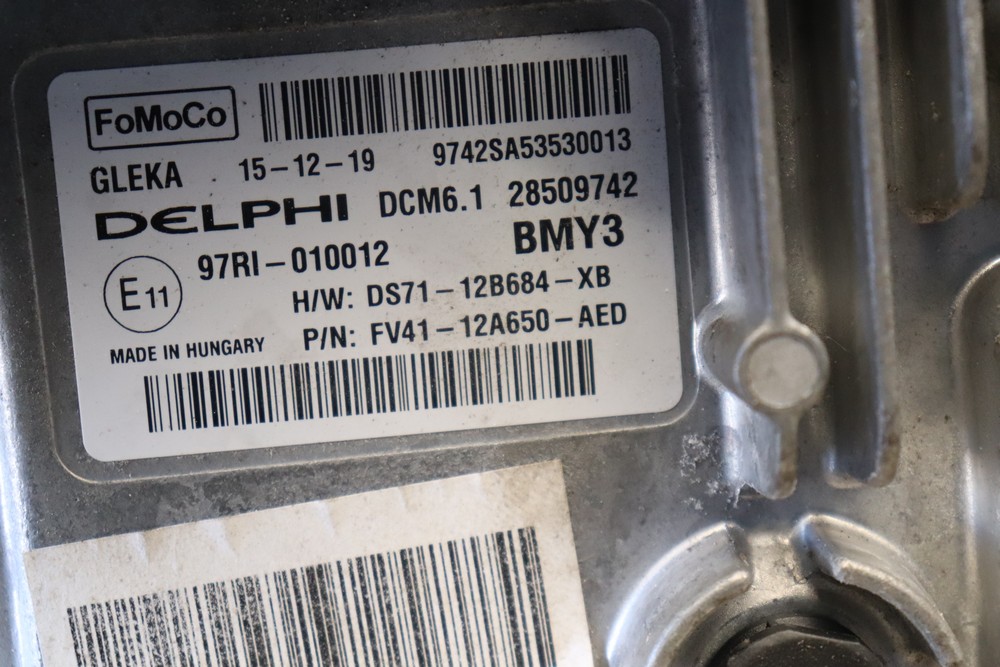 FoMoCo
GLEKA 15-12-19 9742SA53530013
DELPHI DCM6.1 28509742
97RI-010012 BMY3
E11
H/W: DS71-12B684-XB
P/N: FV41-12A650-AED
MADE IN HUNGARY